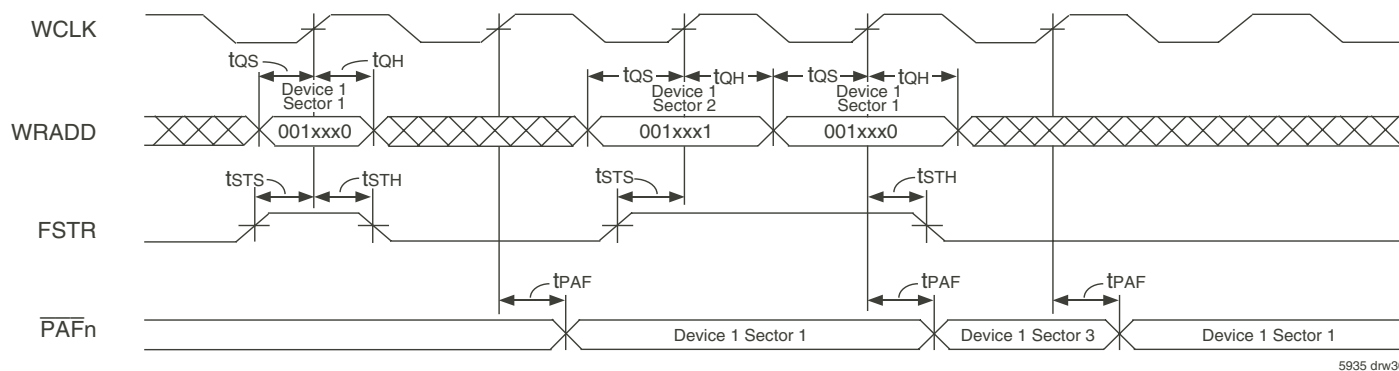 WCLK
tQS tQH tQS tQH tQS tQH
Device 1
Sector 1
Device 1
Sector 2
Device 1
Sector 1
WRADD 001xxx0 001xxx1 001xxx0
tSTS tSTH tSTS tSTH
FSTR
tPAF tPAF tPAF
PAFn Device 1 Sector 1 Device 1 Sector 3 Device 1 Sector 1
5935 drw3